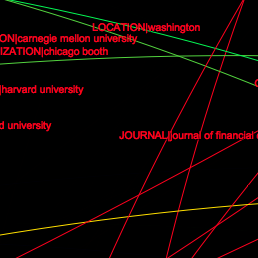 LOCATION|washington
ON|carnegie mellon university
IZATION|chicago booth
|harvard university
d university
JOURNAL|journal of financial